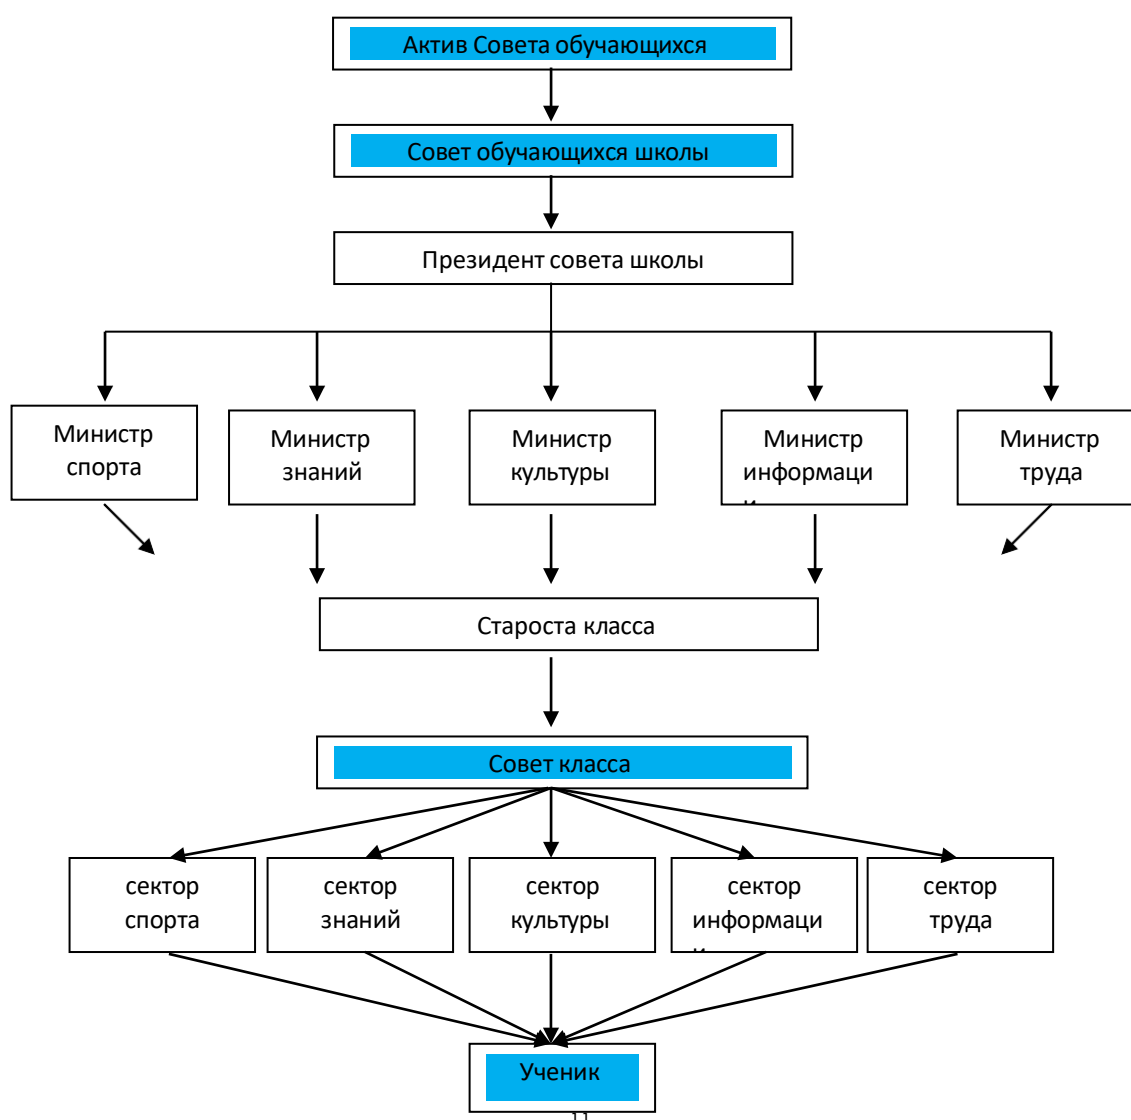 Актив Совета обучающихся
Совет обучающихся школы
Президент совета школы
Министр
спорта
Министр
знаний
Министр
культуры
Министр
информаци
и
Министр
труда
Староста класса
Совет класса
сектор
спорта
сектор
знаний
сектор
культуры
сектор
информаци
и
сектор
труда
Ученик
11